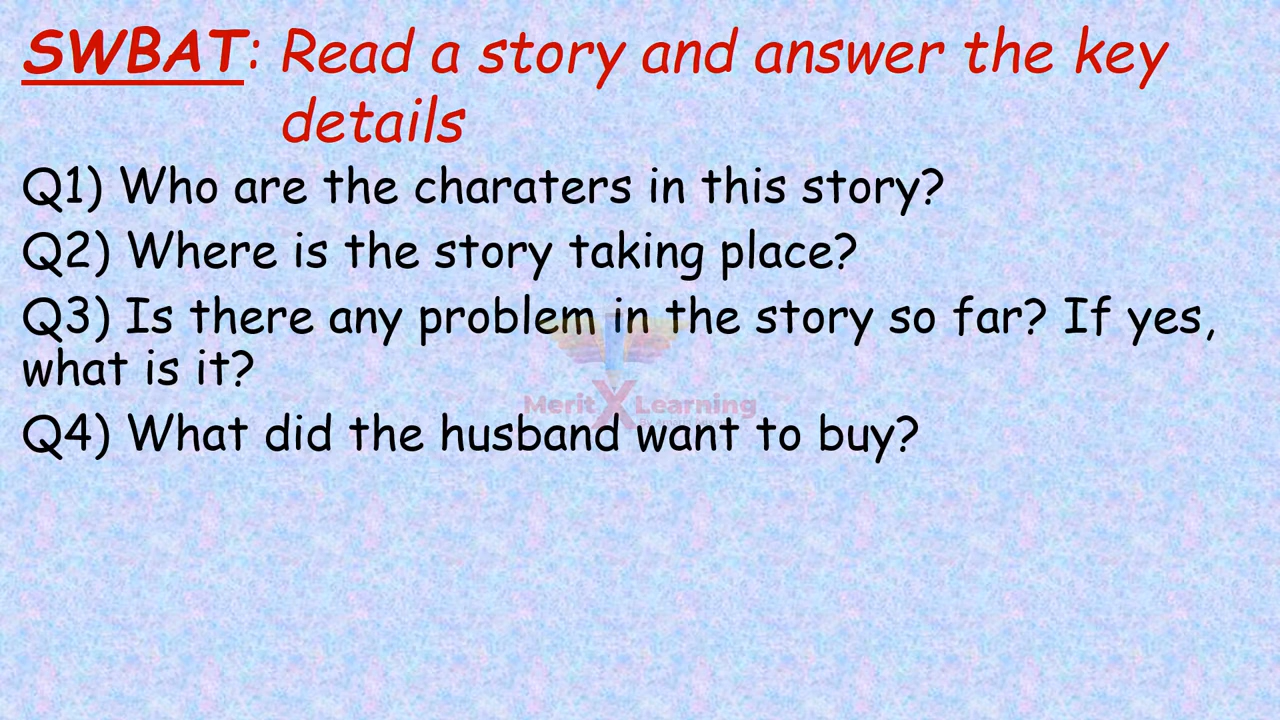 SWBAT: Read a story and answer the key
details
Q1) Who are the charaters in this story?
Q2) Where is the story taking place?
Q3) Is there any problem in the story so far? If yes,
what is it?
Merit X Learning
Q4) What did the husband want to buy?